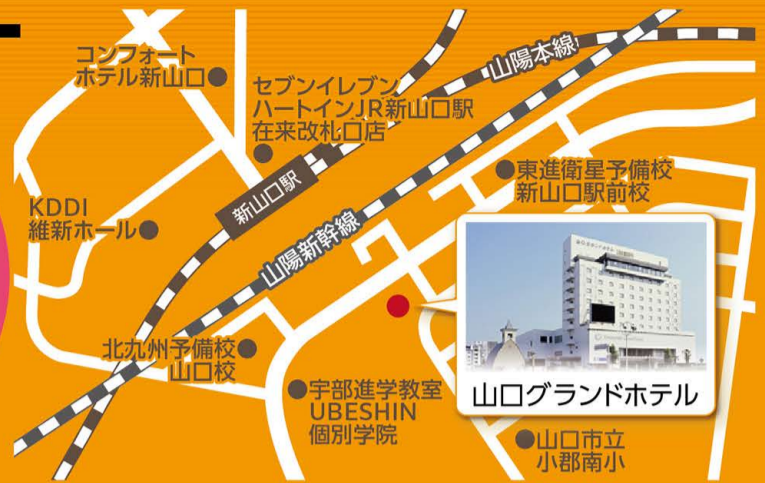 コンフォート
ホテル新山口
セブンイレブン
ハートインJR新山口駅
在来改札口店
山陽本線
東進衛星予備校
新山口駅前校
新山口駅
KDDI
維新ホール
山陽新幹線
北九州予備校
山口校
宇部進学教室
UBESHIN
個別学院
山口グランドホテル
山口市立
小郡南小